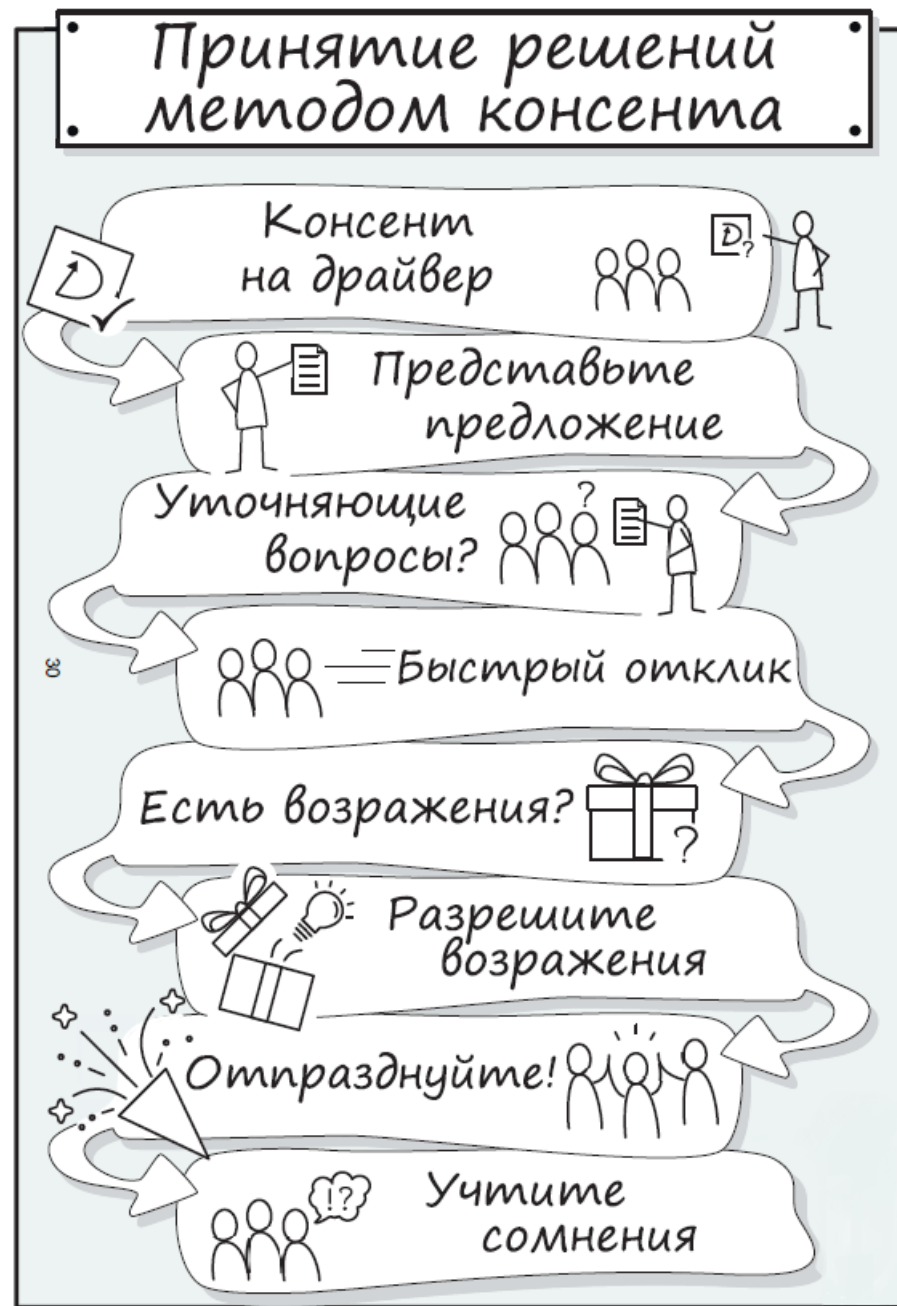 Принятие решений
методом консента
Консент
на драйвер
D?
D
Представьте
предложение
Уточняющие
вопросы?
?
Быстрый отклик
30
Есть возражения?
?
Разрешите
возражения
Отпразднуйте!
!?
Учтите
сомнения